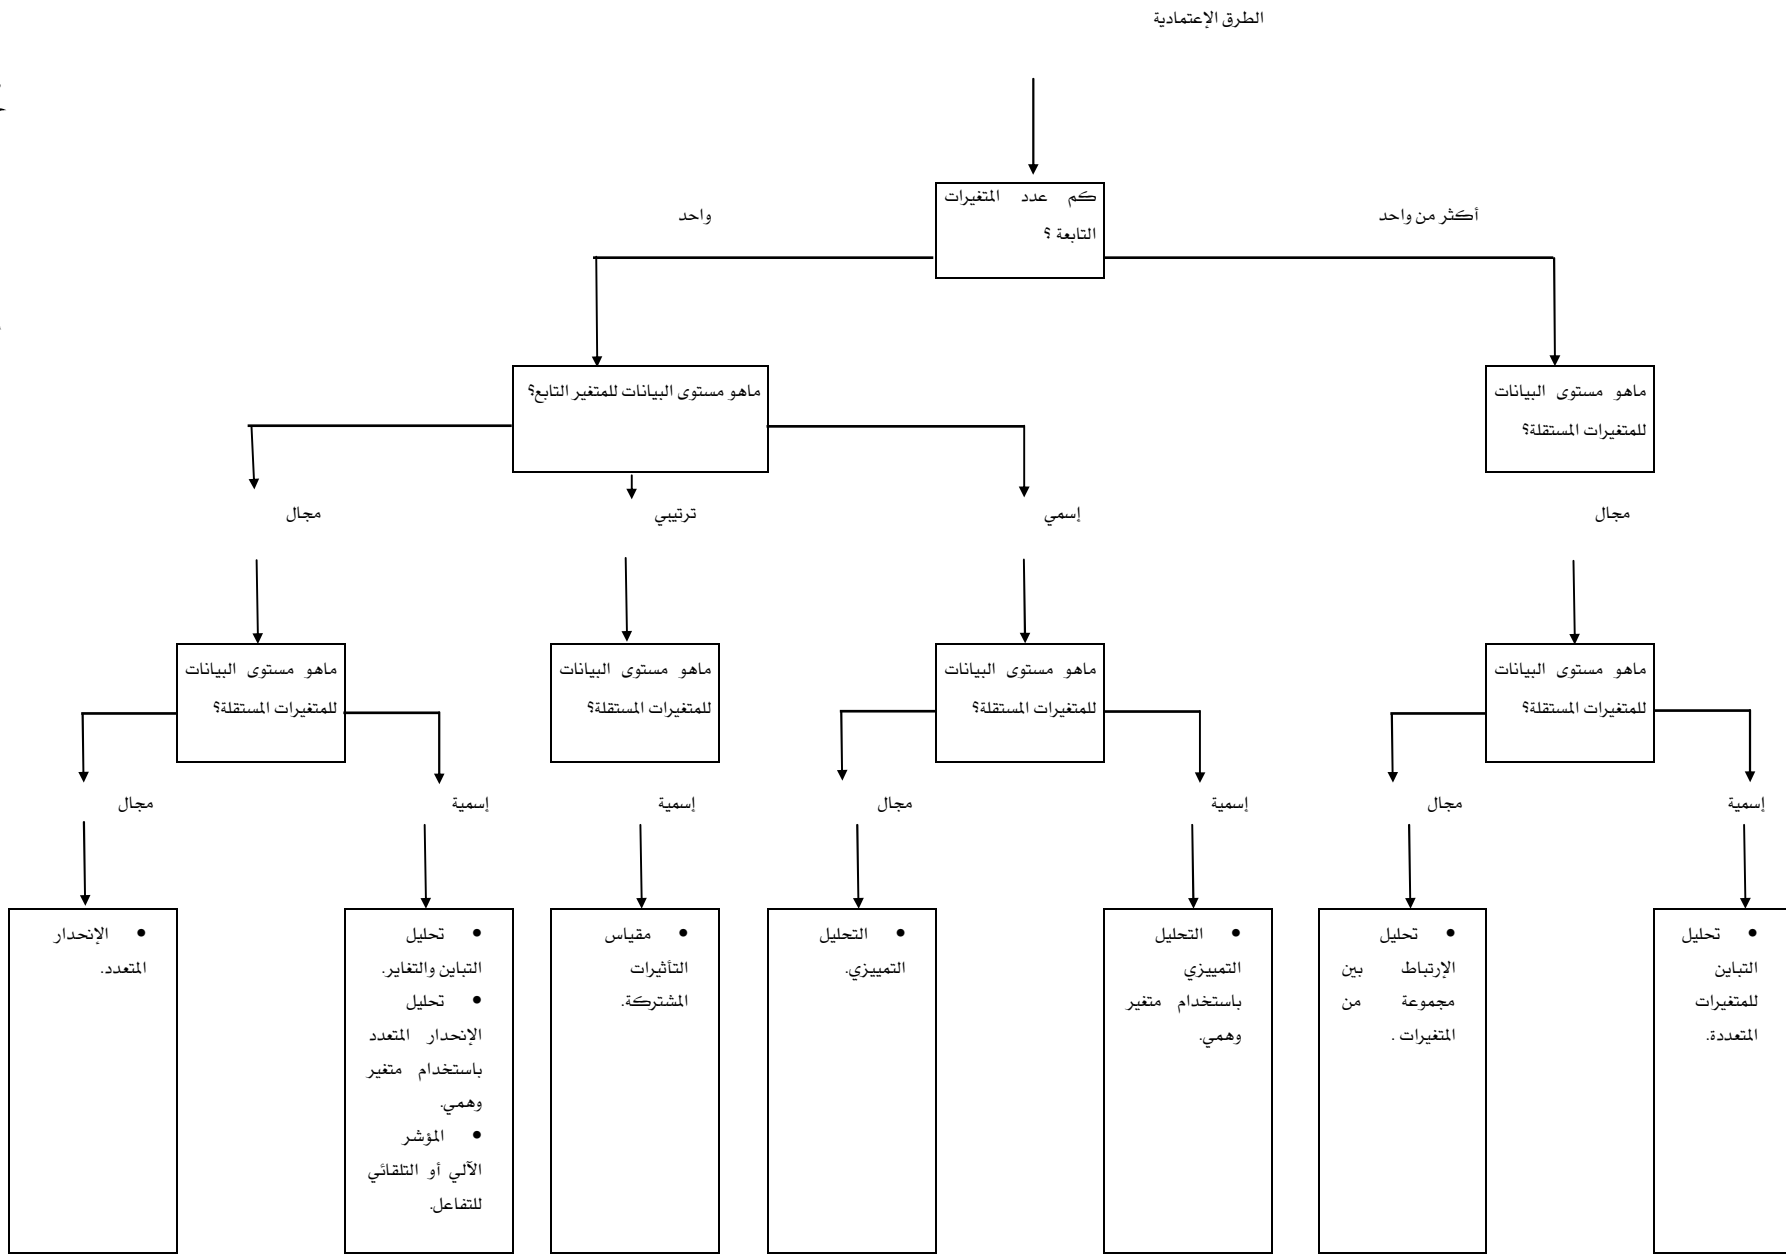 الطرق الإعتمادية
كم عدد المتغيرات
التابعة ؟
أكثر من واحد
واحد
ماهو مستوى البيانات
للمتغيرات المستقلة؟
ماهو مستوى البيانات للمتغير التابع؟
مجال
إسمي
ترتيبي
مجال
ماهو مستوى البيانات
للمتغيرات المستقلة؟
ماهو مستوى البيانات
للمتغيرات المستقلة؟
ماهو مستوى البيانات
للمتغيرات المستقلة؟
ماهو مستوى البيانات
للمتغيرات المستقلة؟
إسمية
مجال
إسمية
مجال
إسمية
إسمية
مجال
• تحليل
التباين
للمتغيرات
المتعددة.
• تحليل
الإرتباط بين
مجموعة من
المتغيرات .
• التحليل
التمييزي
باستخدام متغير
وهمي.
• التحليل
التمييزي.
• مقياس
التأثيرات
المشتركة.
• تحليل
التباين والتغاير.
• تحليل
الإنحدار المتعدد
باستخدام متغير
وهمي.
• المؤشر
الآلي أو التلقائي
للتفاعل.
• الإنحدار
المتعدد.